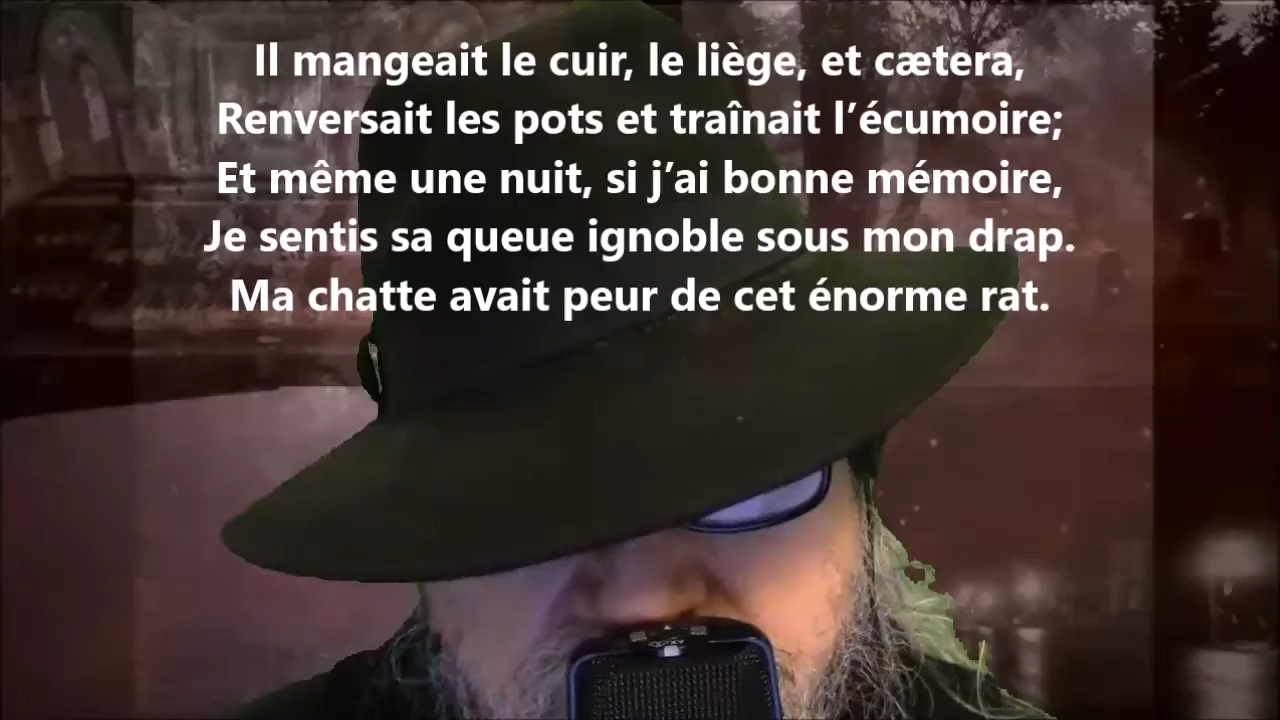 Il mangeait le cuir, le liège, et cætera,
Renversait les pots et traînait l’écumoire;
Et même une nuit, si j’ai bonne mémoire,
Je sentis sa queue ignoble sous mon drap.
Ma chatte avait peur de cet énorme rat.